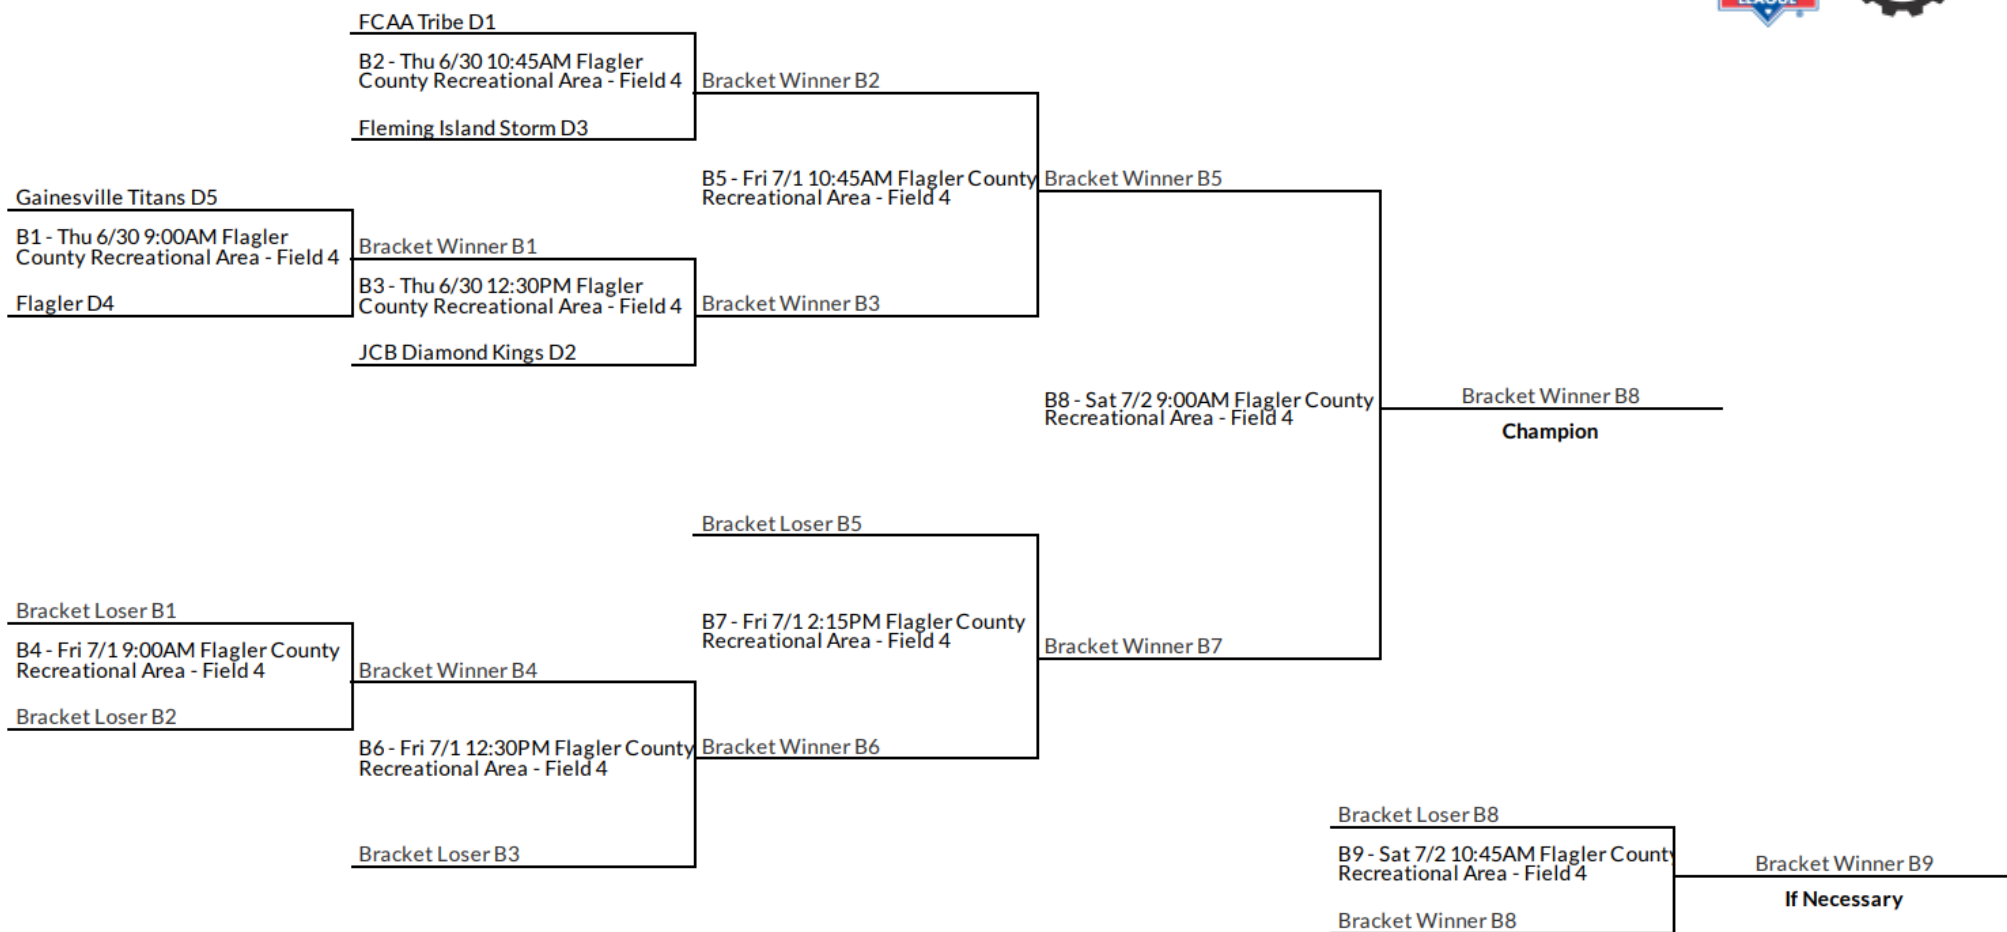 LEAGUE
FCAA Tribe D1
B2 - Thu 6/30 10:45AM Flagler
County Recreational Area - Field 4
Bracket Winner B2
Fleming Island Storm D3
B5 - Fri 7/1 10:45AM Flagler County
Recreational Area - Field 4
Bracket Winner B5
Gainesville Titans D5
B1 - Thu 6/30 9:00AM Flagler
County Recreational Area - Field 4
Bracket Winner B1
B3 - Thu 6/30 12:30PM Flagler
County Recreational Area - Field 4
Bracket Winner B3
Flagler D4
JCB Diamond Kings D2
B8 - Sat 7/2 9:00AM Flagler County
Recreational Area - Field 4
Bracket Winner B8
Champion
Bracket Loser B5
Bracket Loser B1
B7 - Fri 7/1 2:15PM Flagler County
Recreational Area - Field 4
Bracket Winner B7
B4 - Fri 7/1 9:00AM Flagler County
Recreational Area - Field 4
Bracket Winner B4
Bracket Loser B2
B6 - Fri 7/1 12:30PM Flagler County
Recreational Area - Field 4
Bracket Winner B6
Bracket Loser B3
Bracket Loser B8
B9 - Sat 7/2 10:45AM Flagler County
Recreational Area - Field 4
Bracket Winner B9
If Necessary
Bracket Winner B8